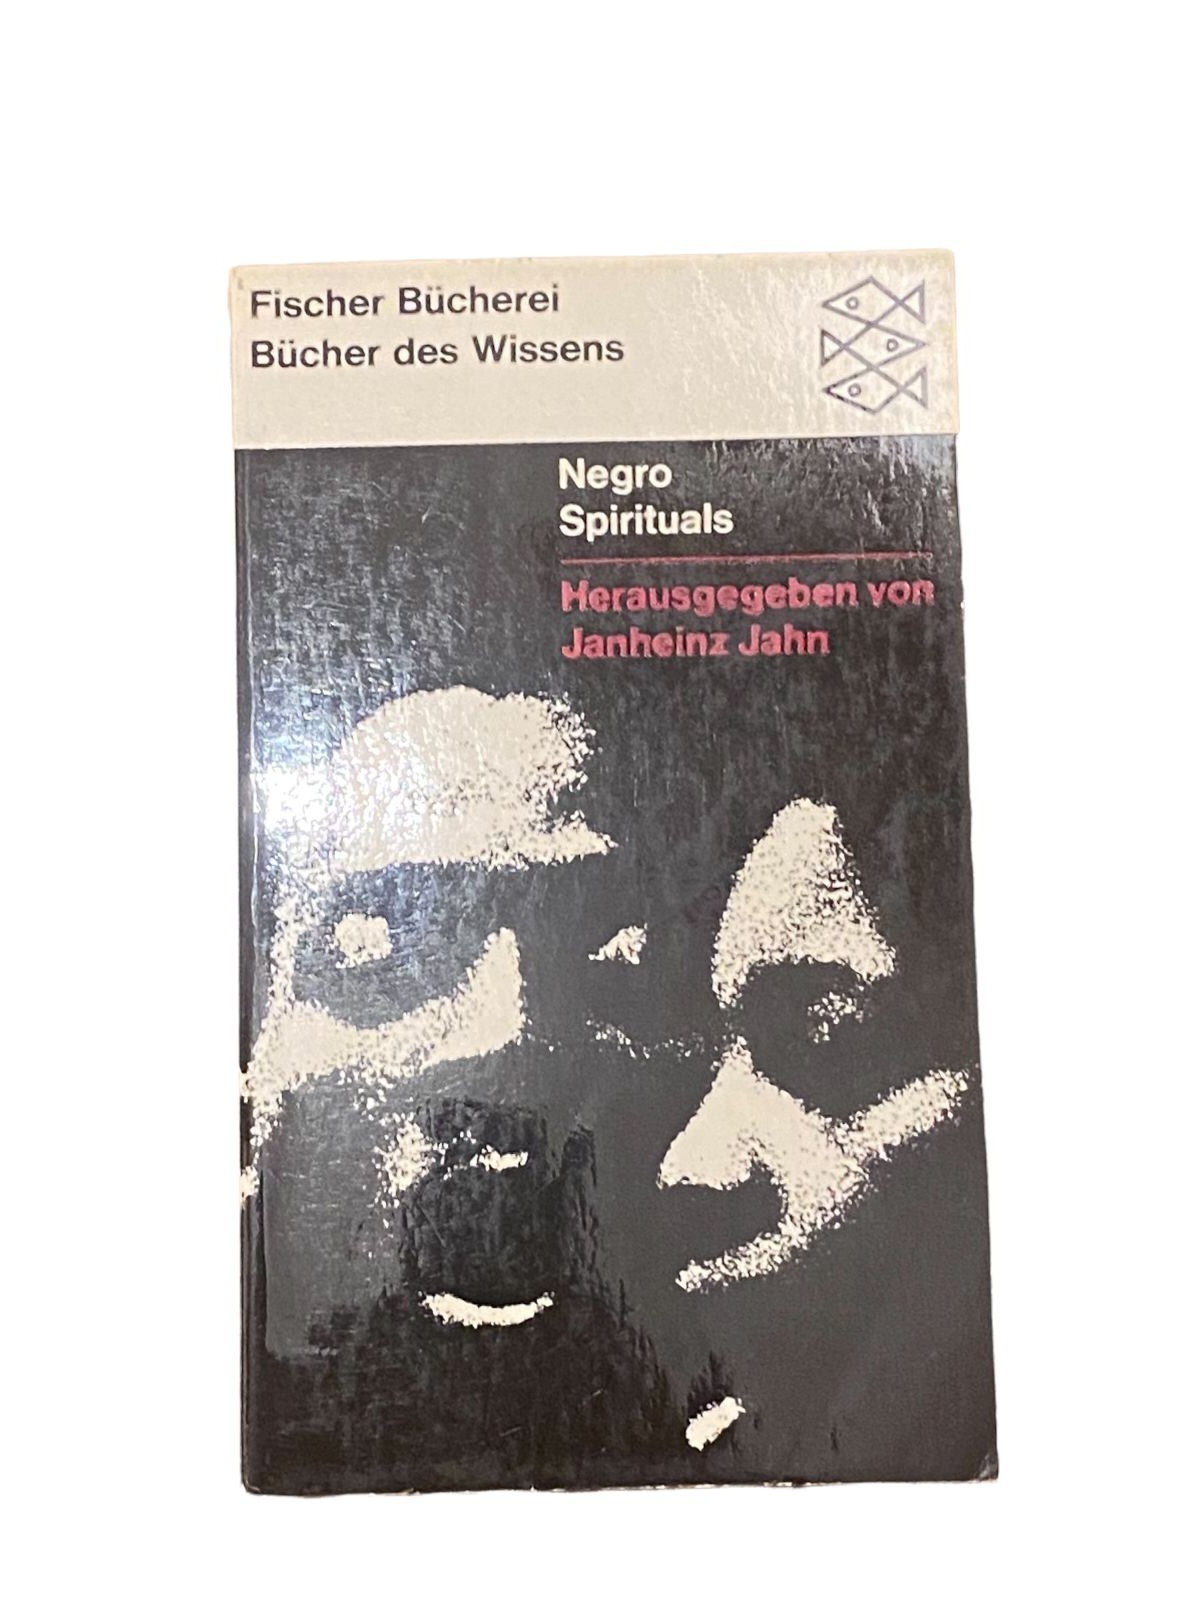 Fischer Bücherei
Bücher des Wissens
Negro
Spirituals
Herausgegeben von
Janheinz Jahn